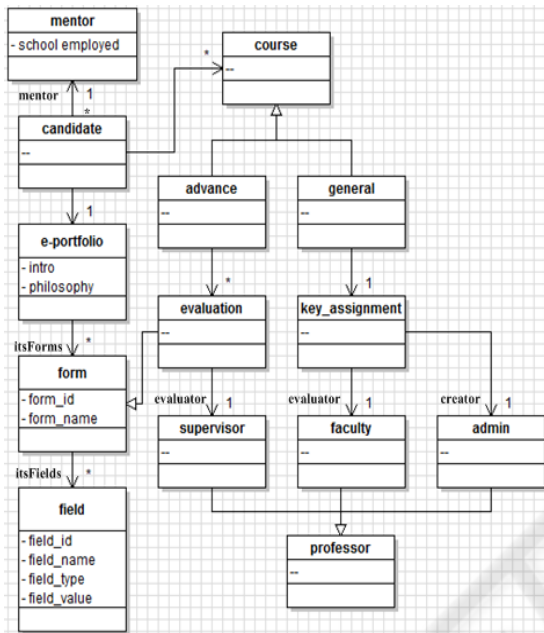 mentor
- school employed
mentor
1
*
candidate
--
*
course
--
1
e-portfolio
- intro
- philosophy
itsForms
*
form
- form_id
- form_name
itsFields
*
field
- field_id
- field_name
- field_type
- field_value
advance
--
*
evaluation
--
evaluator
1
supervisor
--
general
--
1
key_assignment
--
evaluator
1
faculty
--
creator
1
admin
--
professor
--